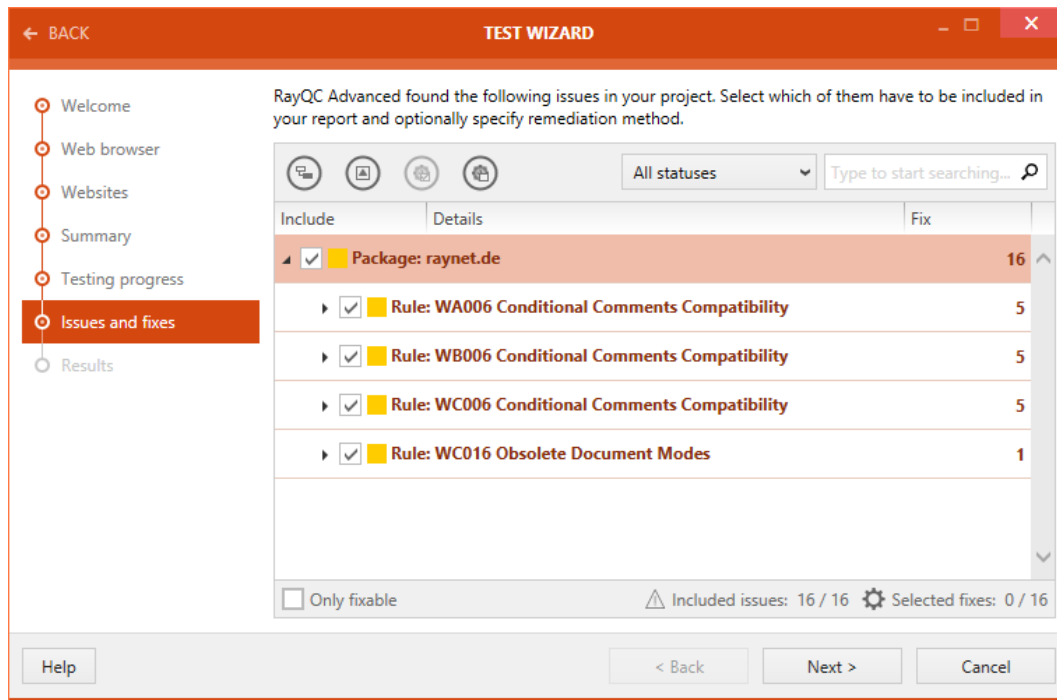 ← BACK
TEST WIZARD
Welcome
Web browser
Websites
Summary
Testing progress
Issues and fixes
Results
RayQC Advanced found the following issues in your project. Select which of them have to be included in
your report and optionally specify remediation method.
All statuses
Type to start searching...
Include Details Fix
Package: raynet.de 16
Rule: WA006 Conditional Comments Compatibility 5
Rule: WB006 Conditional Comments Compatibility 5
Rule: WC006 Conditional Comments Compatibility 5
Rule: WC016 Obsolete Document Modes 1
Only fixable Included issues: 16 / 16 Selected fixes: 0 / 16
Help < Back Next > Cancel